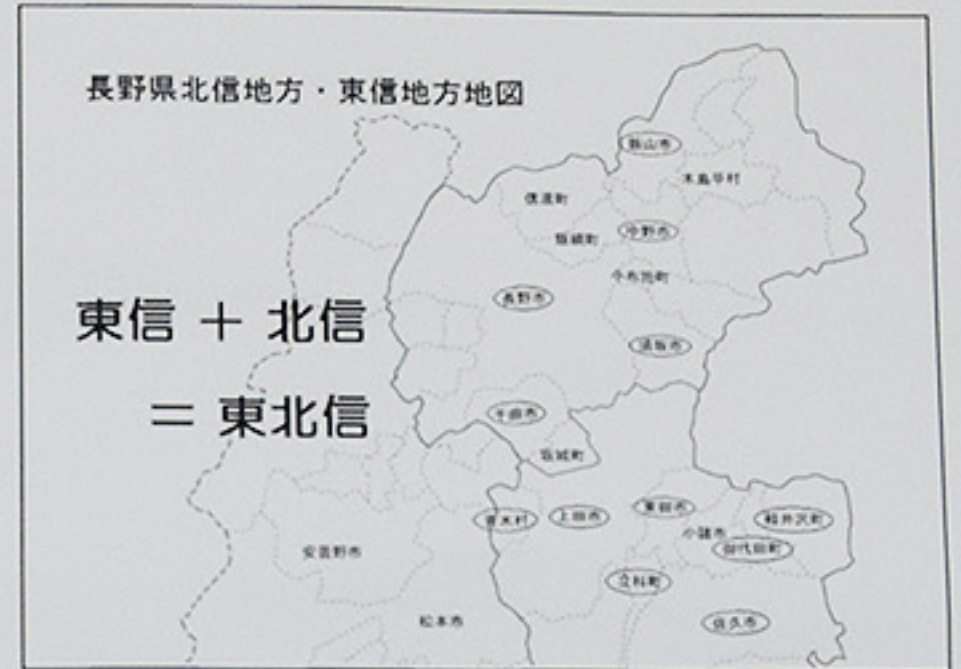 長野県北信地方・東信地方地図
飯山市
木島平村
信濃町
飯綱町
中野市
小布施町
長野市
東信 + 北信
須坂市
= 東北信
千曲市
坂城町
青木村
上田市
東御市
小諸市
軽井沢町
御代田町
安曇野市
立科町
松本市
佐久市